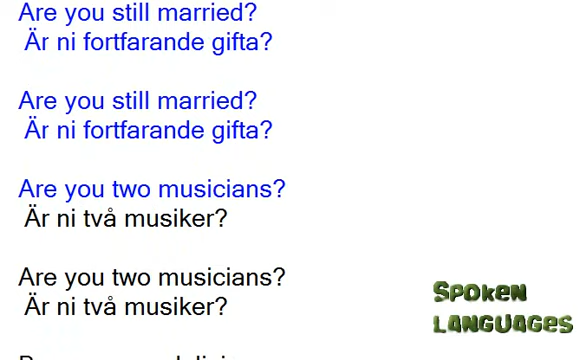 Are you still married?
Är ni fortfarande gifta?
Are you still married?
Är ni fortfarande gifta?
Are you two musicians?
Är ni två musiker?
Are you two musicians?
Är ni två musiker?
SPOKEN
LANGUAGES